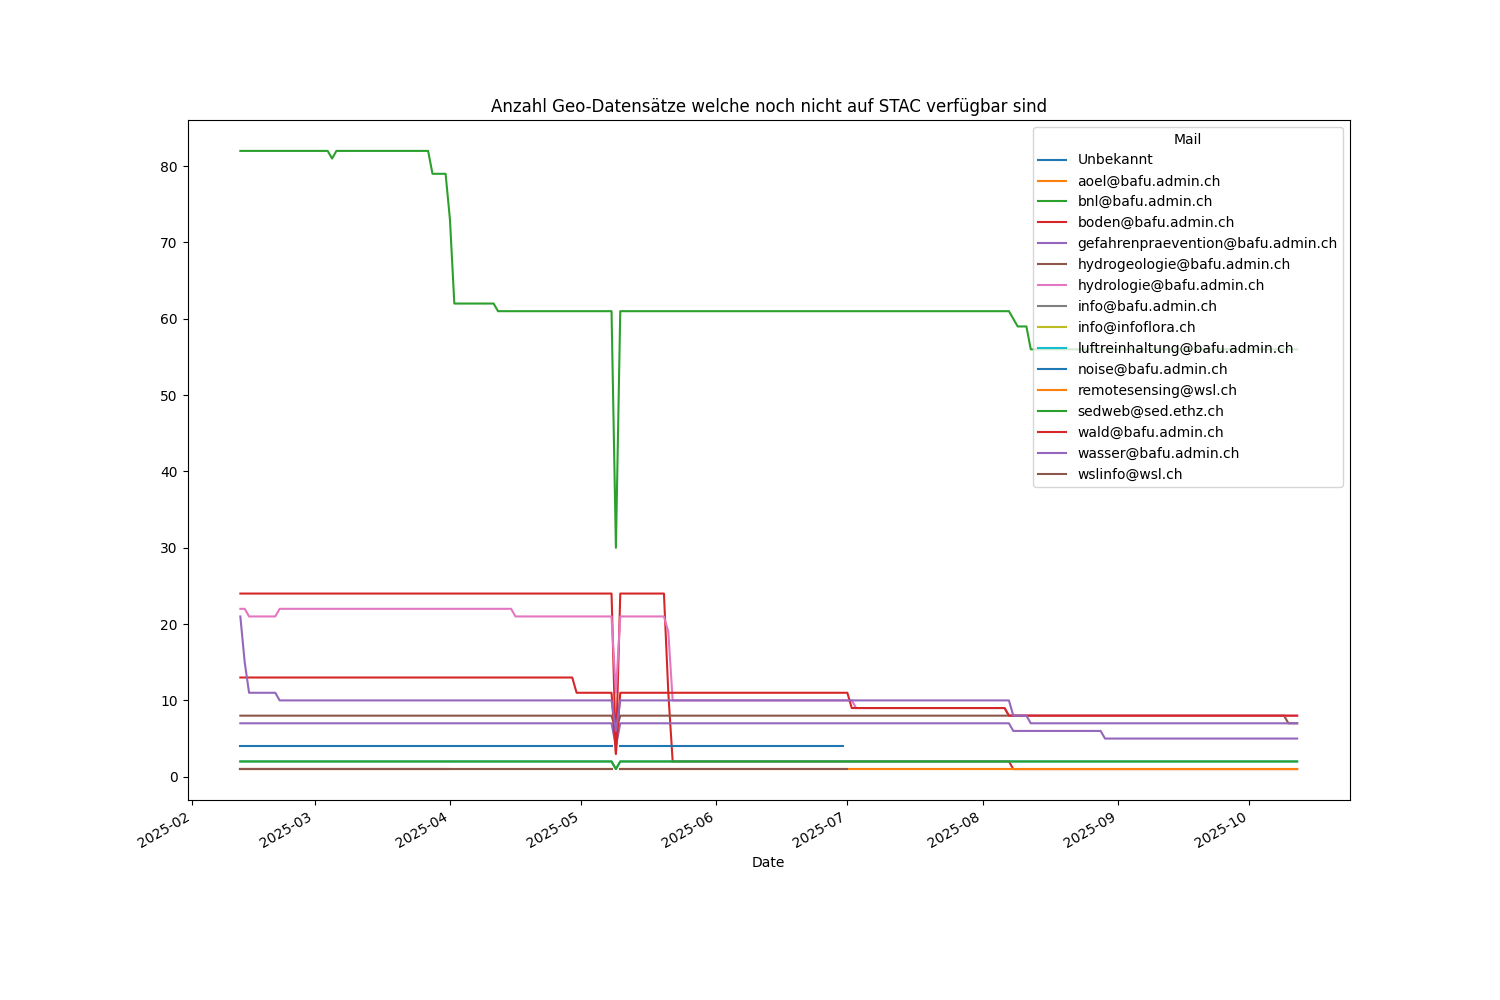 Anzahl Geo-Datensätze welche noch nicht auf STAC verfügbar sind
Mail
Unbekannt
aoel@bafu.admin.ch
bnl@bafu.admin.ch
boden@bafu.admin.ch
gefahrenpraevention@bafu.admin.ch
hydrogeologie@bafu.admin.ch
hydrologie@bafu.admin.ch
info@bafu.admin.ch
info@infoflora.ch
luftreinhaltung@bafu.admin.ch
noise@bafu.admin.ch
remotesensing@wsl.ch
sedweb@sed.ethz.ch
wald@bafu.admin.ch
wasser@bafu.admin.ch
wslinfo@wsl.ch
80
70
60
50
40
30
20
10
0
2025-02
2025-03
2025-04
2025-05
2025-06
2025-07
2025-08
2025-09
2025-10
Date